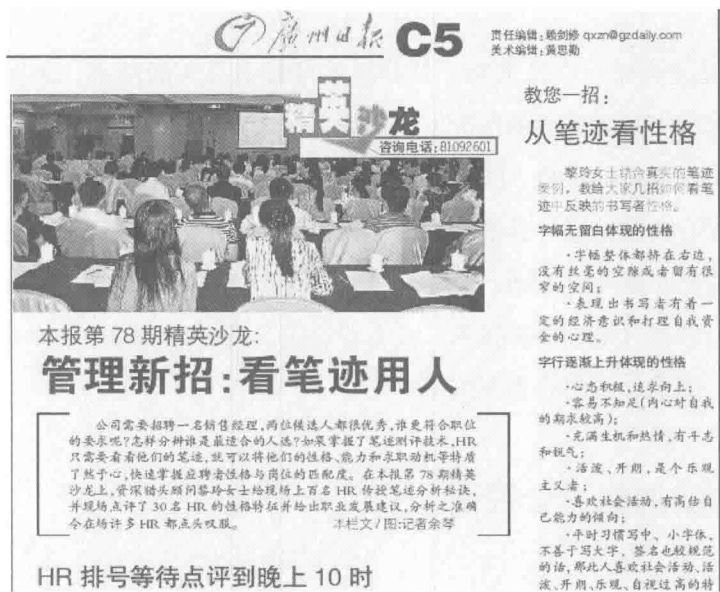 广州日报 C5
责任编辑：赖剑修 qxzn@gzdaily.com
美术编辑：黄思勤
精英沙龙
咨询电话：81092601
本报第 78 期精英沙龙：
管理新招：看笔迹用人
公司需要招聘一名销售经理，两位候选人都很优秀，谁更符合职位
的要求呢？怎样分辨谁是最适合的人选？如果掌握了笔迹测评技术，HR
只需要看看他们的笔迹，就可以将他们的性格、能力和求职动机等特质
了然于心，快速掌握应聘者性格与岗位的匹配度。在本报第 78 期精英
沙龙上，资深猎头顾问黎玲女士给现场上百名 HR 传授笔迹分析秘诀，
并现场点评了 30 名 HR 的性格特征并给出职业发展建议，分析之准确
令在场许多 HR 都点头叹服。 本栏文/图：记者余琴
HR 排号等待点评到晚上 10 时
教您一招：
从笔迹看性格
黎玲女士结合真实的笔迹
案例，教给大家几招如何看笔
迹中反映的书写者性格。
字幅无留白体现的性格
·字幅整体都挤在右边，
没有丝毫的空隙或者留有很
窄的空间；
·表现出书写者有着一
定的经济意识和打理自我资
金的心理。
字行逐渐上升体现的性格
·心态积极，追求向上；
·容易不知足（内心对自我
的期求较高）；
·充满生机和热情，有斗志
和锐气；
·活泼、开朗，是个乐观
主义者；
·喜欢社会活动，有高估自
己能力的倾向；
·平时习惯写中、小字体，
不善于写大字，签名也较规范
的话，那此人喜欢社会活动、活
泼、开朗、乐观、自视过高的特